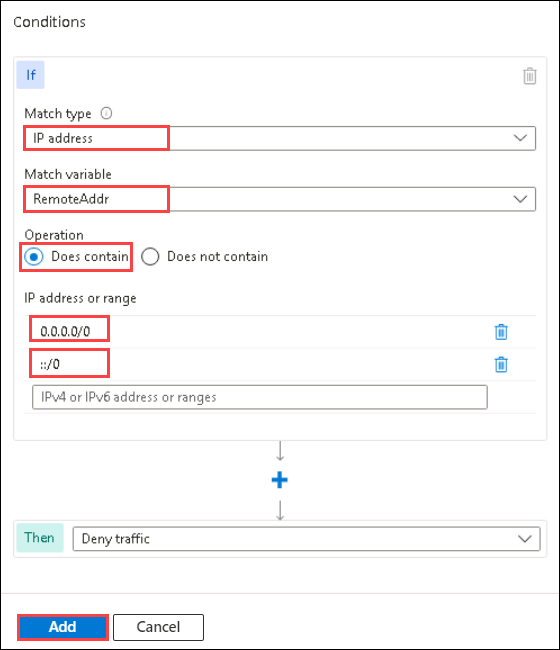 Conditions
If
Match type
IP address
Match variable
RemoteAddr
Operation
Does contain Does not contain
IP address or range
0.0.0.0/0
::/0
IPv4 or IPv6 address or ranges
Then Deny traffic
Add Cancel